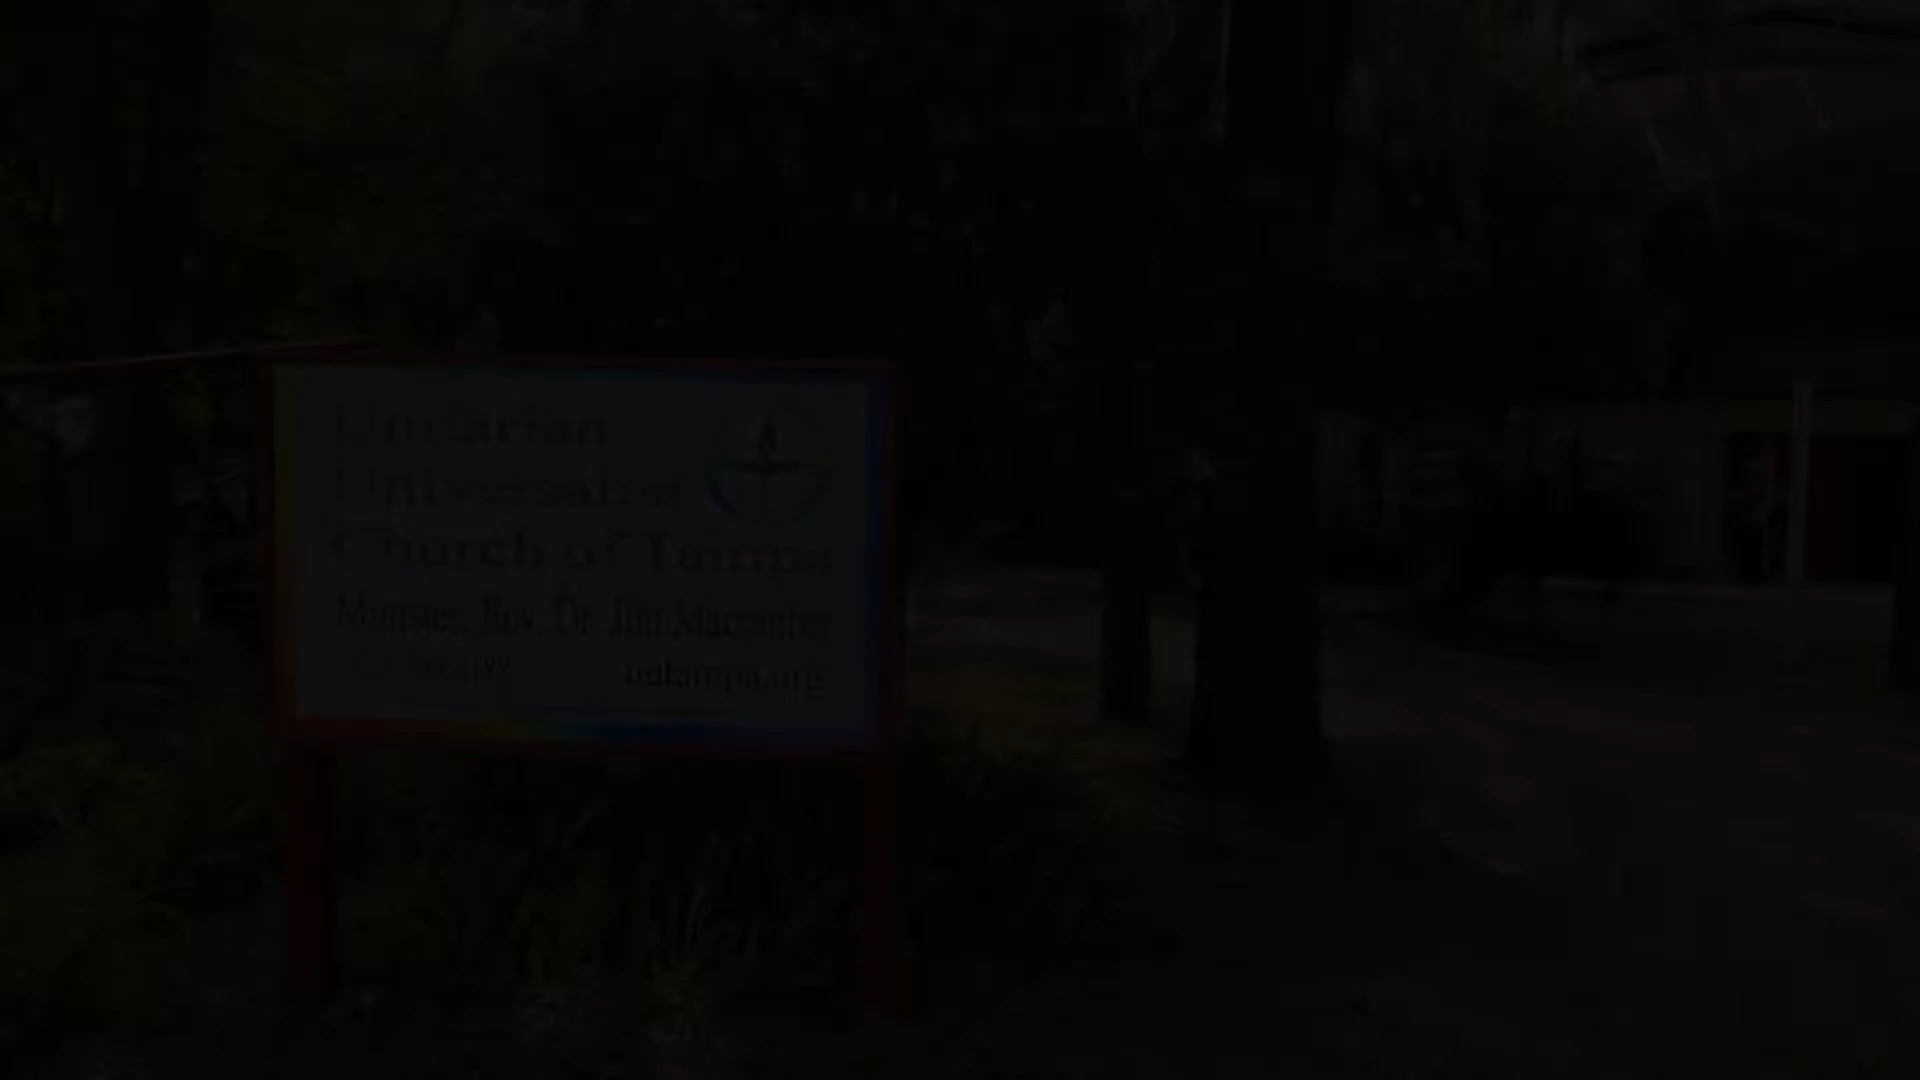 Unitarian
Universalist
Church of Tampa
Minister: Rev. Dr. Jim Macomber
uutampa.org